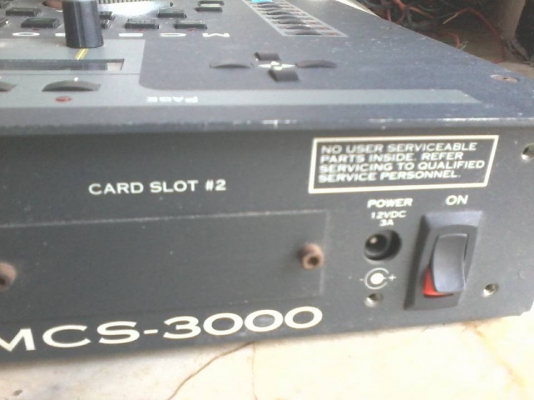 PAGE
NO USER SERVICEABLE
PARTS INSIDE. REFER
SERVICING TO QUALIFIED
SERVICE PERSONNEL.
CARD SLOT #2
POWER
12VDC
3A
ON
- +
MCS-3000